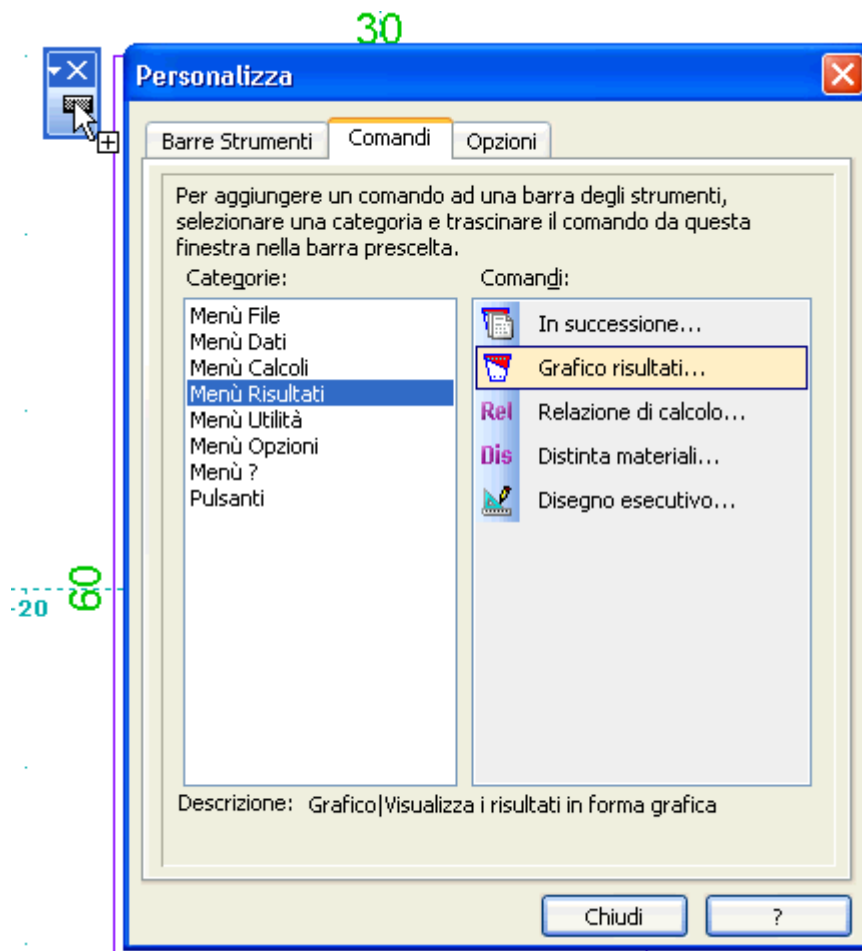 30
Personalizza
Barre Strumenti
Comandi
Opzioni
Per aggiungere un comando ad una barra degli strumenti,
selezionare una categoria e trascinare il comando da questa
finestra nella barra prescelta.
Categorie:
Menù File
Menù Dati
Menù Calcoli
Menù Risultati
Menù Utilità
Menù Opzioni
Menù ?
Pulsanti
Comandi:
In successione...
Grafico risultati...
Rel Relazione di calcolo...
Dis Distinta materiali...
Disegno esecutivo...
-20
60
Descrizione: Grafico|Visualizza i risultati in forma grafica
Chiudi
?